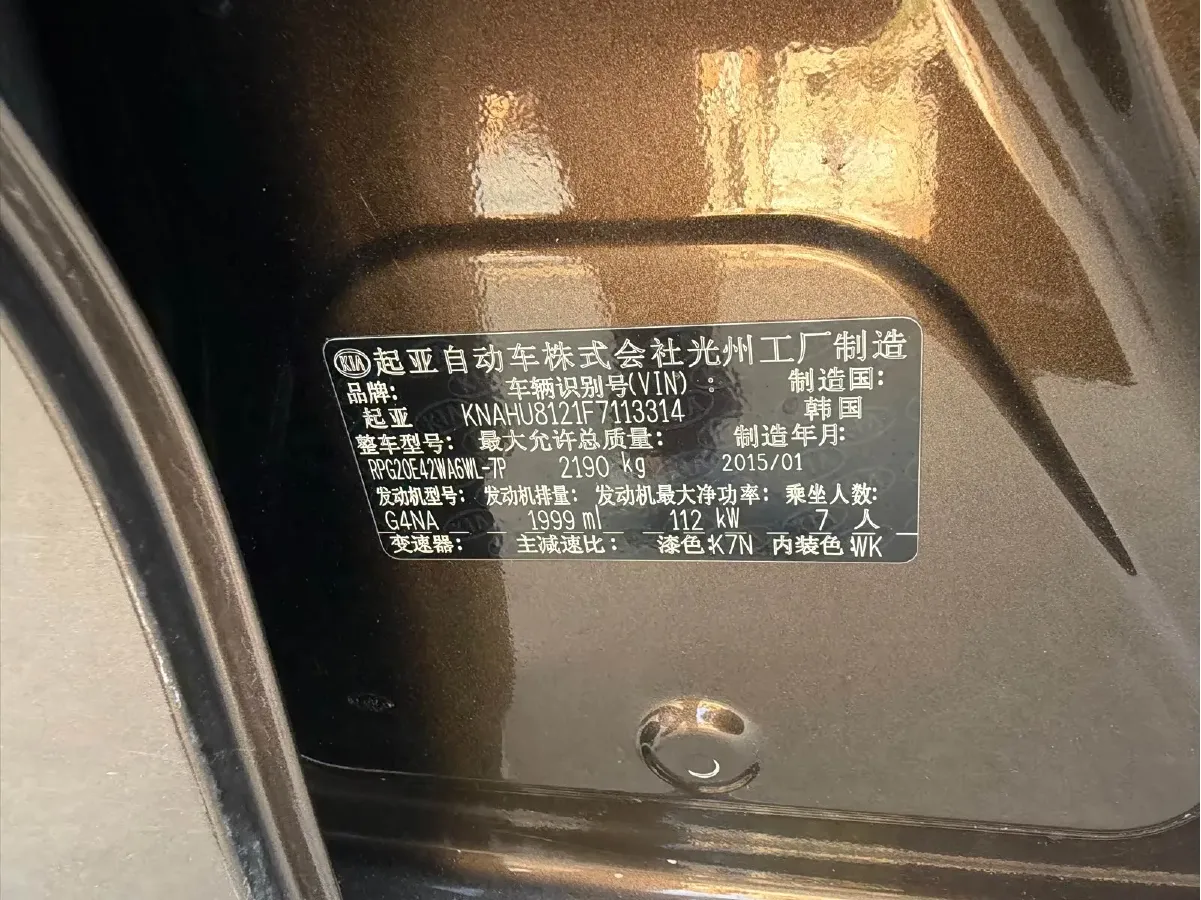 KIA 起亚自动车株式会社光州工厂制造
品牌: 车辆识别号(VIN) : 制造国:
起亚 KNAHU8121F7113314 韩国
整车型号: 最大允许总质量: 制造年月:
RPG20E42WA6WL-7P 2190 kg 2015/01
发动机型号: 发动机排量: 发动机最大净功率: 乘坐人数:
G4NA 1999 ml 112 kW 7 人
变速器: 主减速比: 漆色:K7N 内装色:WK